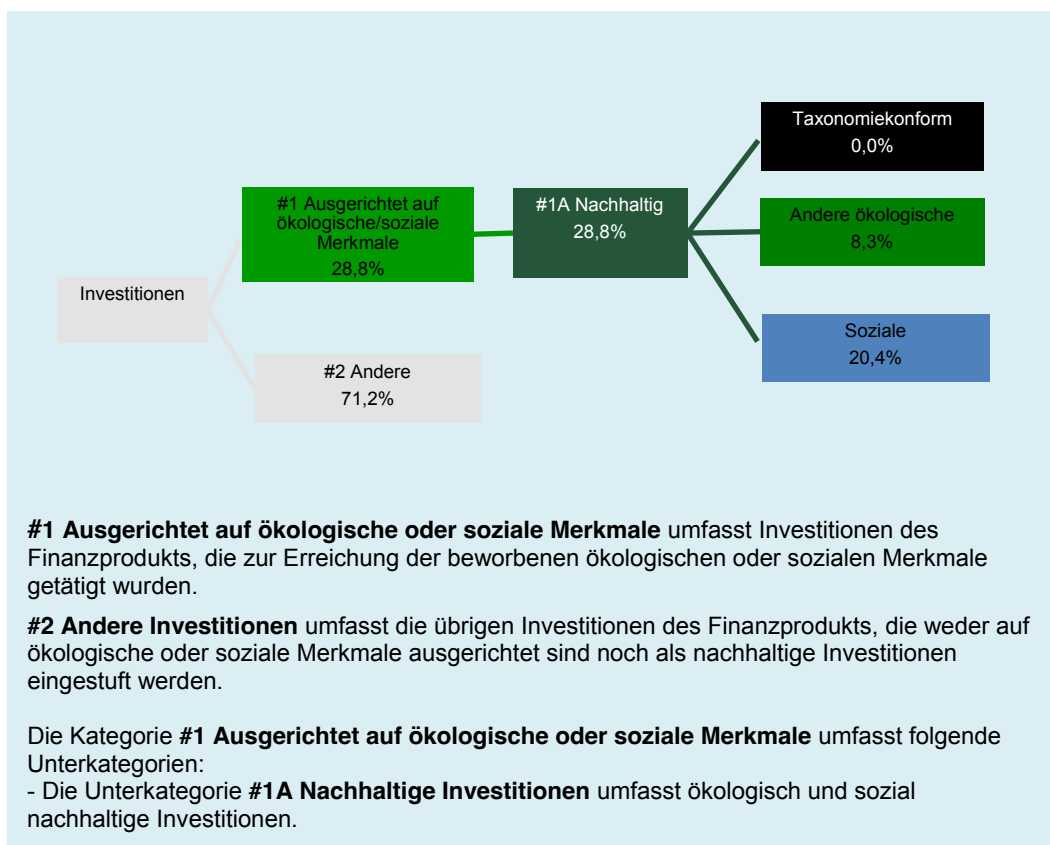 Investitionen
#1 Ausgerichtet auf
ökologische/soziale
Merkmale
28,8%
#2 Andere
71,2%
#1A Nachhaltig
28,8%
Taxonomiekonform
0,0%
Andere ökologische
8,3%
Soziale
20,4%
#1 Ausgerichtet auf ökologische oder soziale Merkmale umfasst Investitionen des
Finanzprodukts, die zur Erreichung der beworbenen ökologischen oder sozialen Merkmale
getätigt wurden.
#2 Andere Investitionen umfasst die übrigen Investitionen des Finanzprodukts, die weder auf
ökologische oder soziale Merkmale ausgerichtet sind noch als nachhaltige Investitionen
eingestuft werden.
Die Kategorie #1 Ausgerichtet auf ökologische oder soziale Merkmale umfasst folgende
Unterkategorien:
- Die Unterkategorie #1A Nachhaltige Investitionen umfasst ökologisch und sozial
nachhaltige Investitionen.